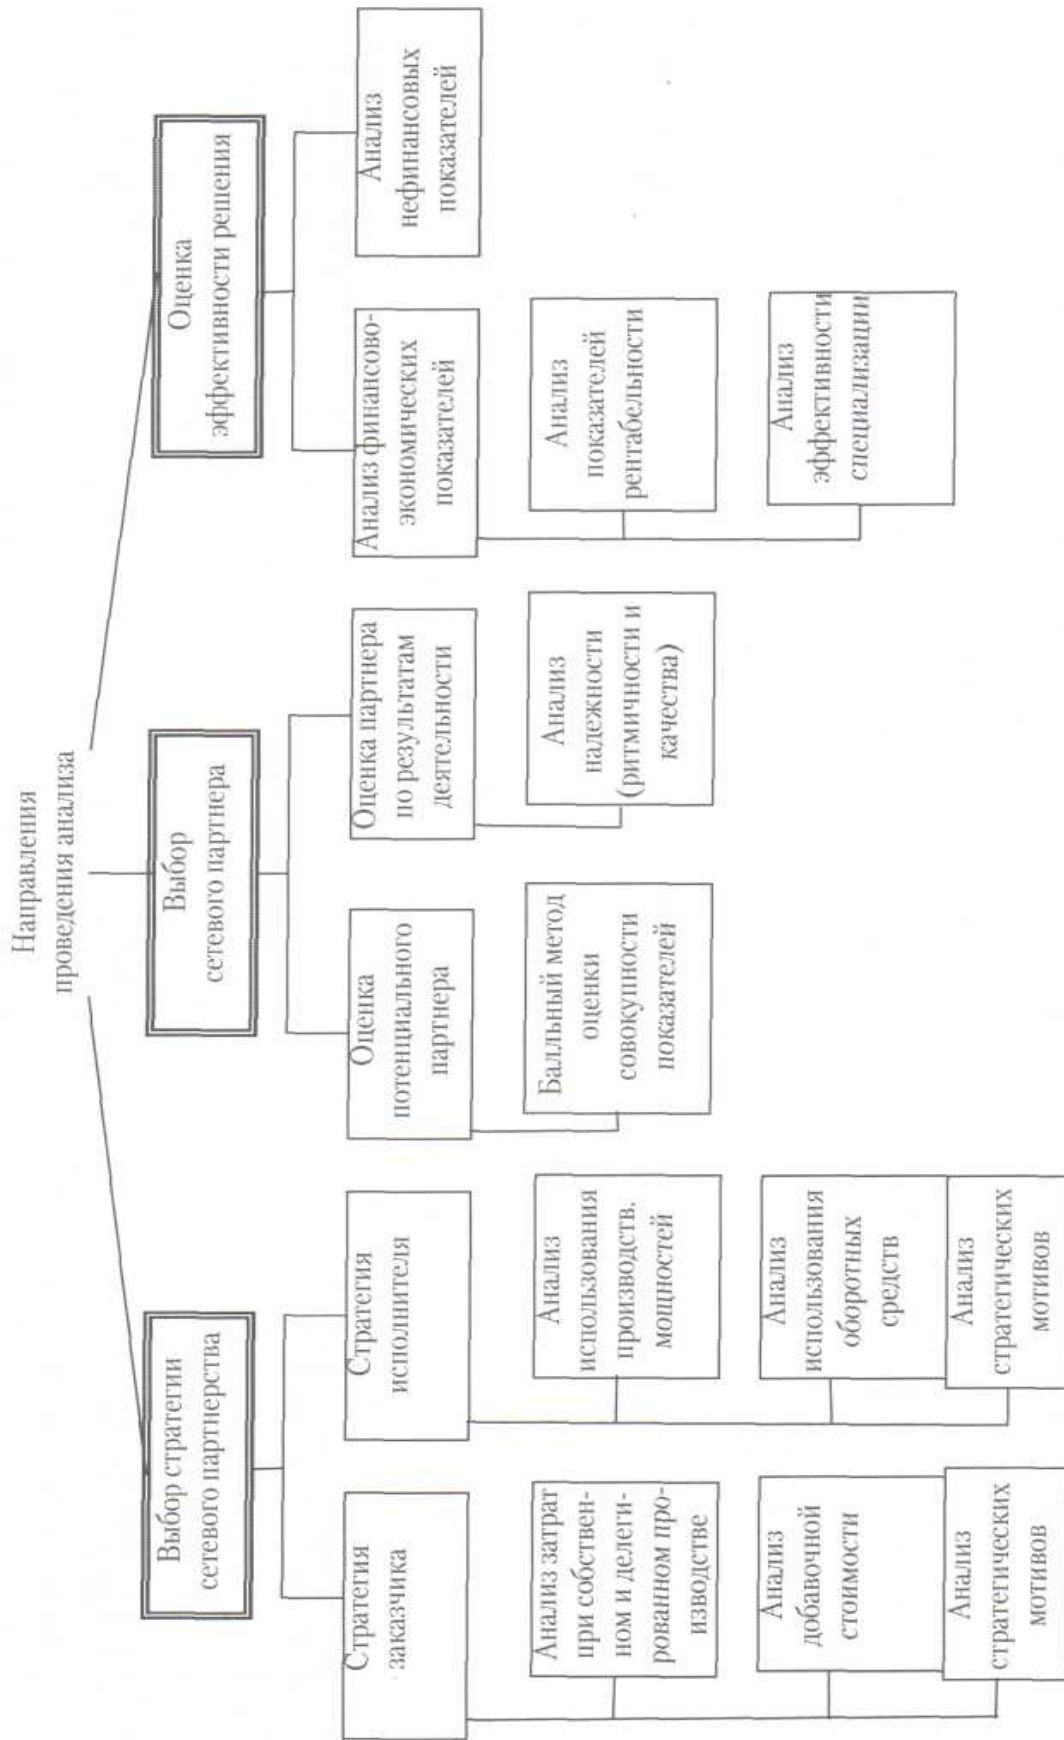 Направления
проведения анализа
Выбор стратегии
сетевого партнерства
Выбор
сетевого партнера
Оценка
эффективности решения
Стратегия
заказчика
Стратегия
исполнителя
Оценка
потенциального
партнера
Оценка партнера
по результатам
деятельности
Анализ финансово-
экономических
показателей
Анализ
нефинансовых
показателей
Анализ затрат
при собствен-
ном и делеги-
рованном про-
изводстве
Анализ
использования
производств.
мощностей
Балльный метод
оценки
совокупности
показателей
Анализ
надежности
(ритмичности и
качества)
Анализ
показателей
рентабельности
Анализ
добавочной
стоимости
Анализ
использования
оборотных
средств
Анализ
эффективности
специализации
Анализ
стратегических
мотивов
Анализ
стратегических
мотивов